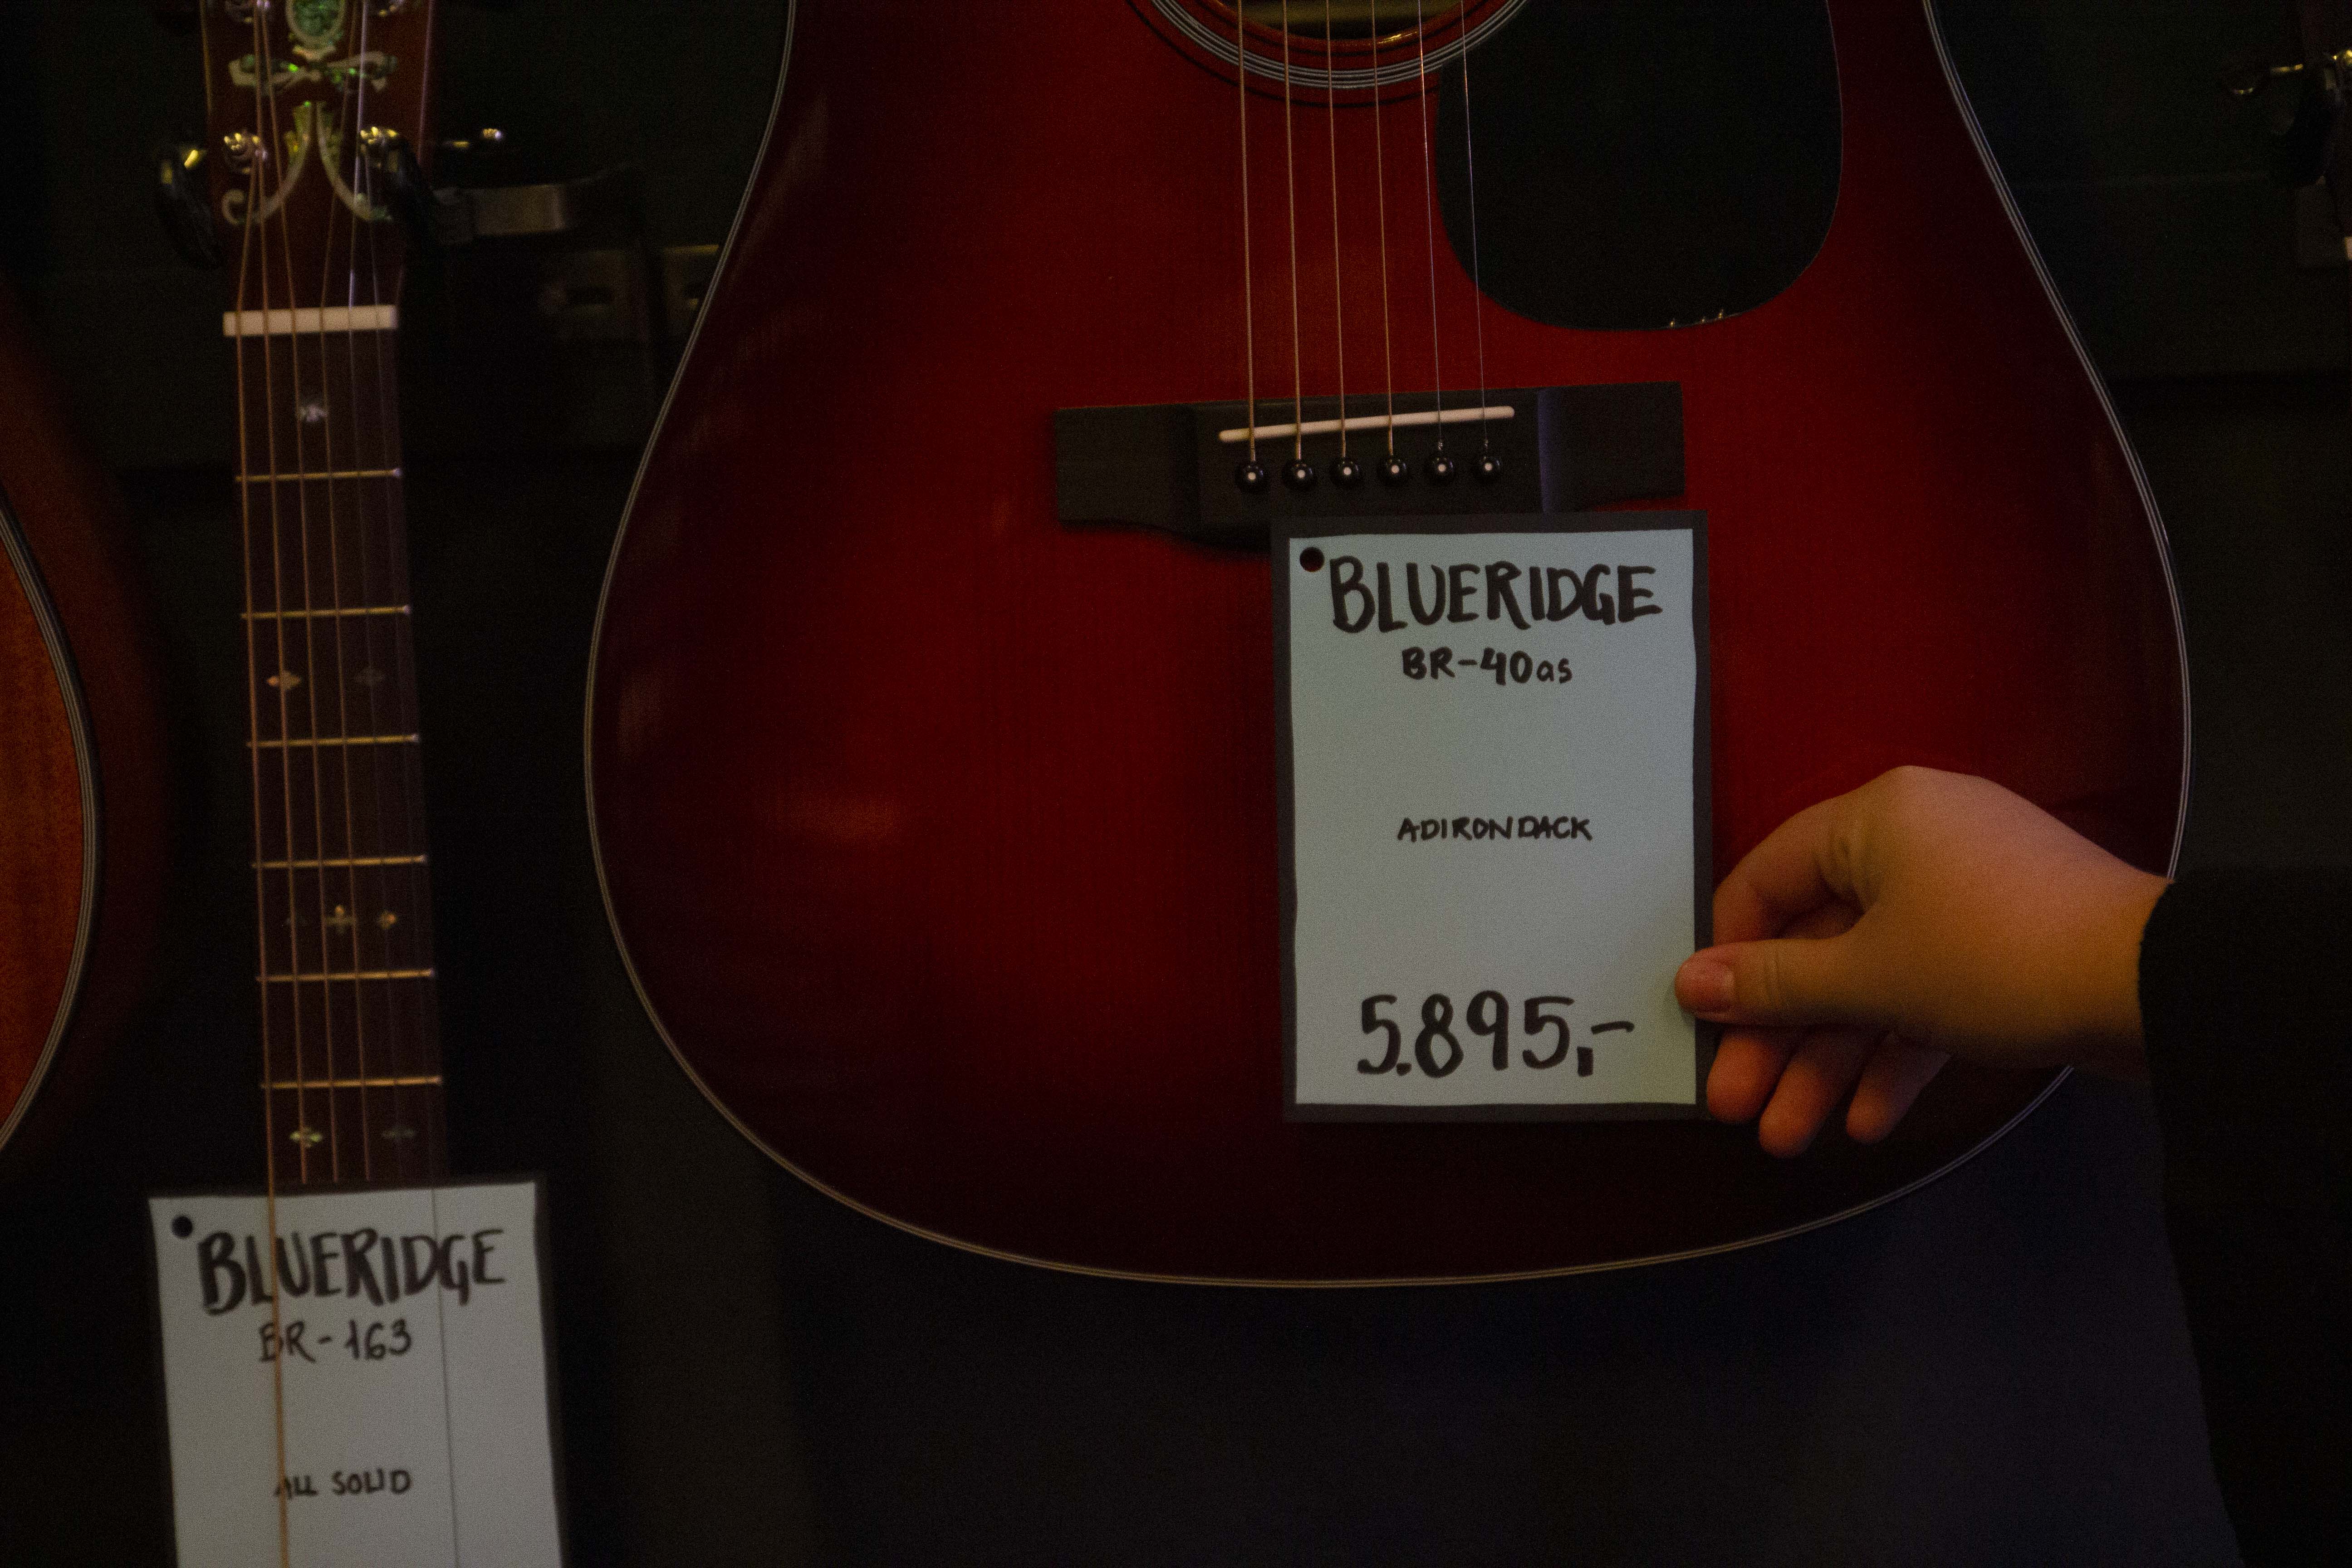 BLUERIDGE
BR-40as
ADIRONDACK
5.895,-
BLUERIDGE
BR-163
ALL SOLID